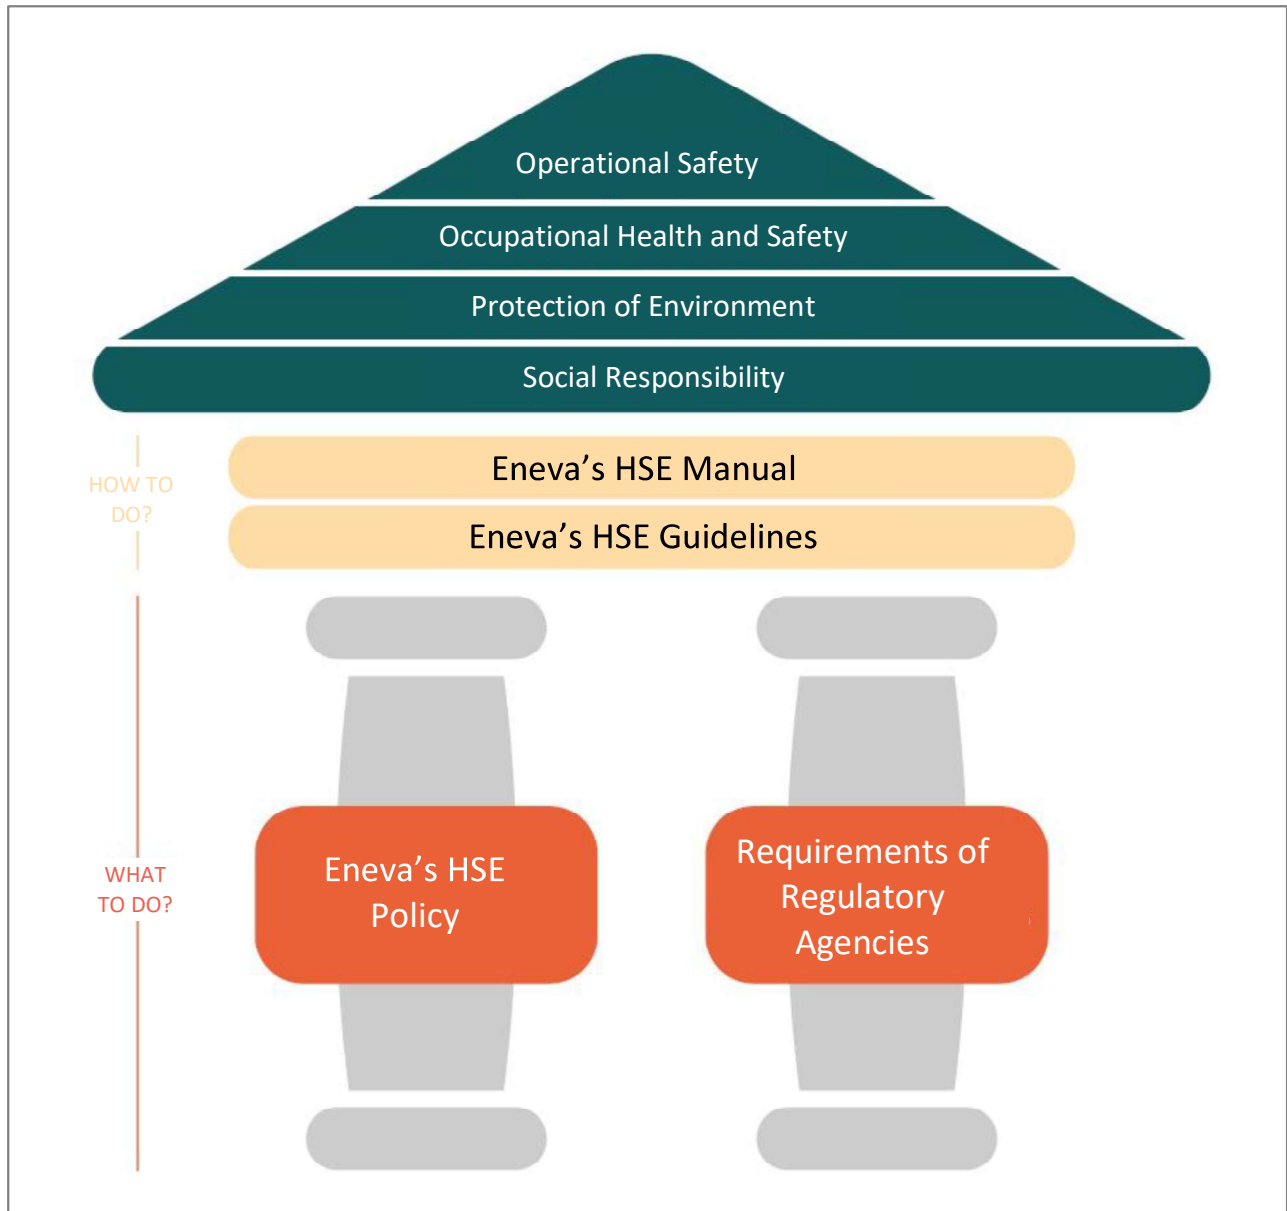 Operational Safety
Occupational Health and Safety
Protection of Environment
Social Responsibility
HOW TO
DO?
Eneva’s HSE Manual
Eneva’s HSE Guidelines
WHAT
TO DO?
Eneva’s HSE
Policy
Requirements of
Regulatory
Agencies